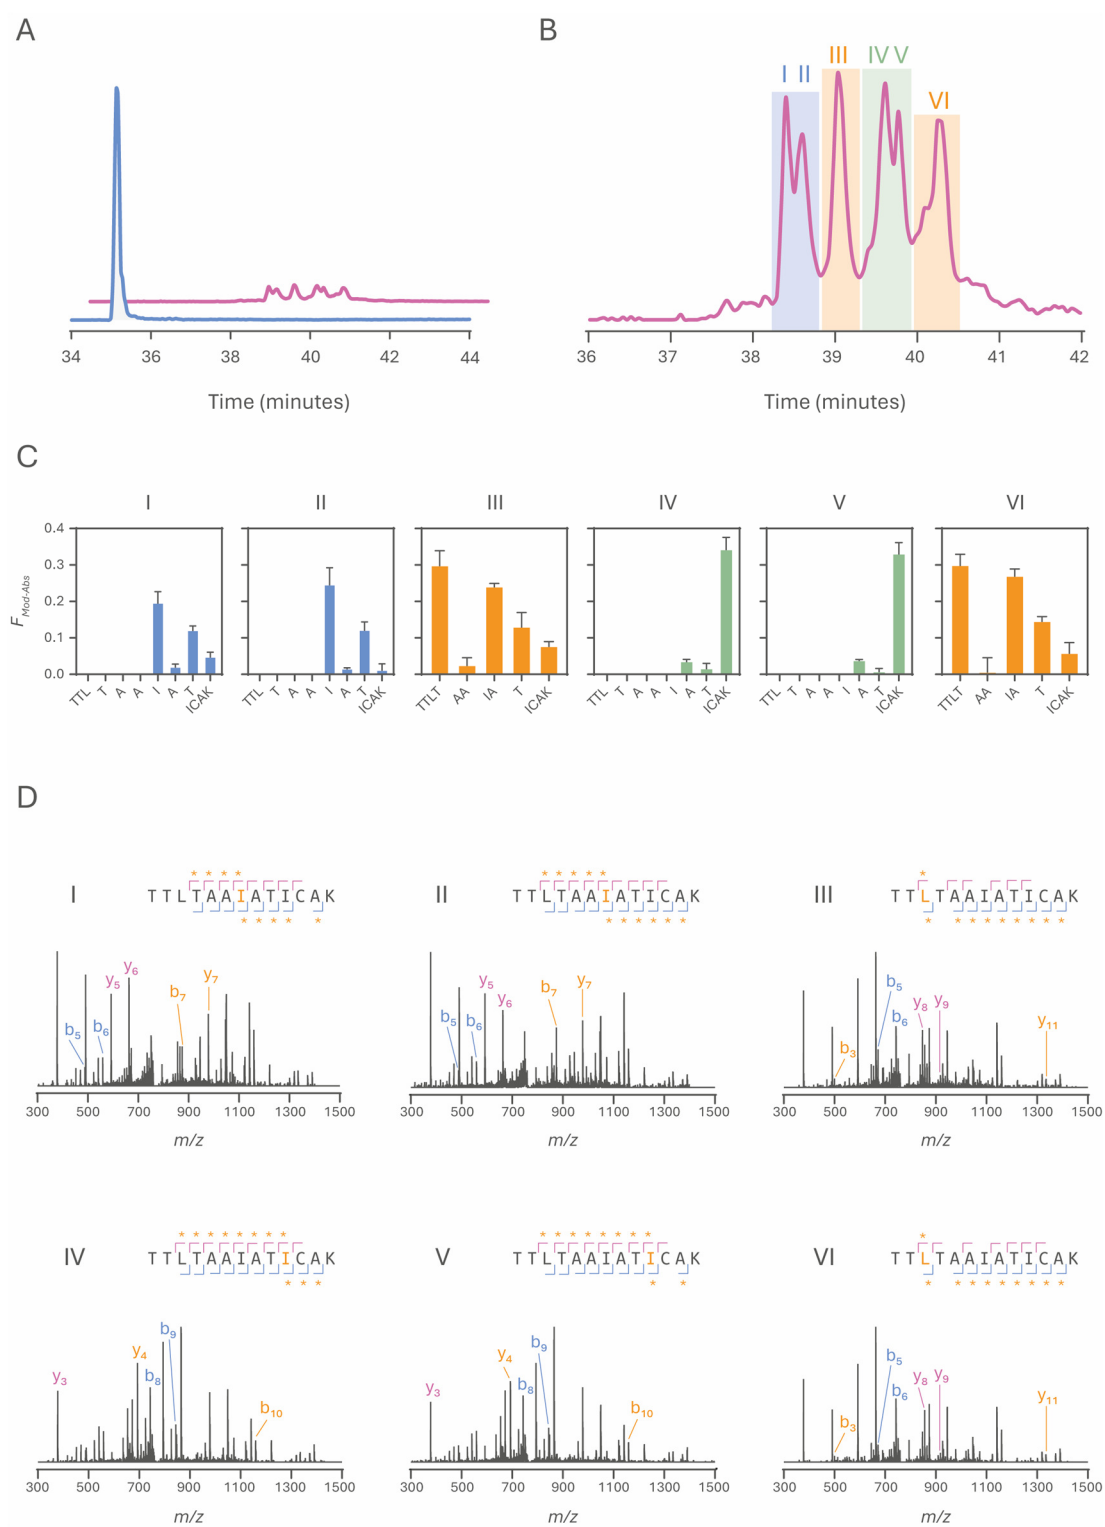 A
B
I II III IV V VI
34 36 38 40 42 44
Time (minutes)
36 37 38 39 40 41 42
Time (minutes)
C
I II III IV V VI
F Mod-Abs
0.4
0.3
0.2
0.1
0.0
TTL T A A I A T ICAK
TTL T A A I A T ICAK
TTLT AA IA T ICAK
TTL T A A I A T ICAK
TTL T A A I A T ICAK
TTLT AA IA T ICAK
D
I
* * * *
TTLTAAIATICAK
* * * * *
b5 b6 y5 y6 b7 y7
300 500 700 900 1100 1300 1500
m/z
II
* * * * *
TTLTAAIATICAK
* * * * * *
b5 b6 y5 y6 b7 y7
300 500 700 900 1100 1300 1500
m/z
III
*
TTLTAAIATICAK
* * * * * * * *
b3 b5 b6 y8 y9 y11
300 500 700 900 1100 1300 1500
m/z
IV
* * * * * * * *
TTLTAAIATICAK
* * *
y3 y4 b8 b9 b10
300 500 700 900 1100 1300 1500
m/z
V
* * * * * * * *
TTLTAAIATICAK
* *
y3 y4 b8 b9 b10
300 500 700 900 1100 1300 1500
m/z
VI
*
TTLTAAIATICAK
* * * * * * * *
b3 b5 b6 y8 y9 y11
300 500 700 900 1100 1300 1500
m/z